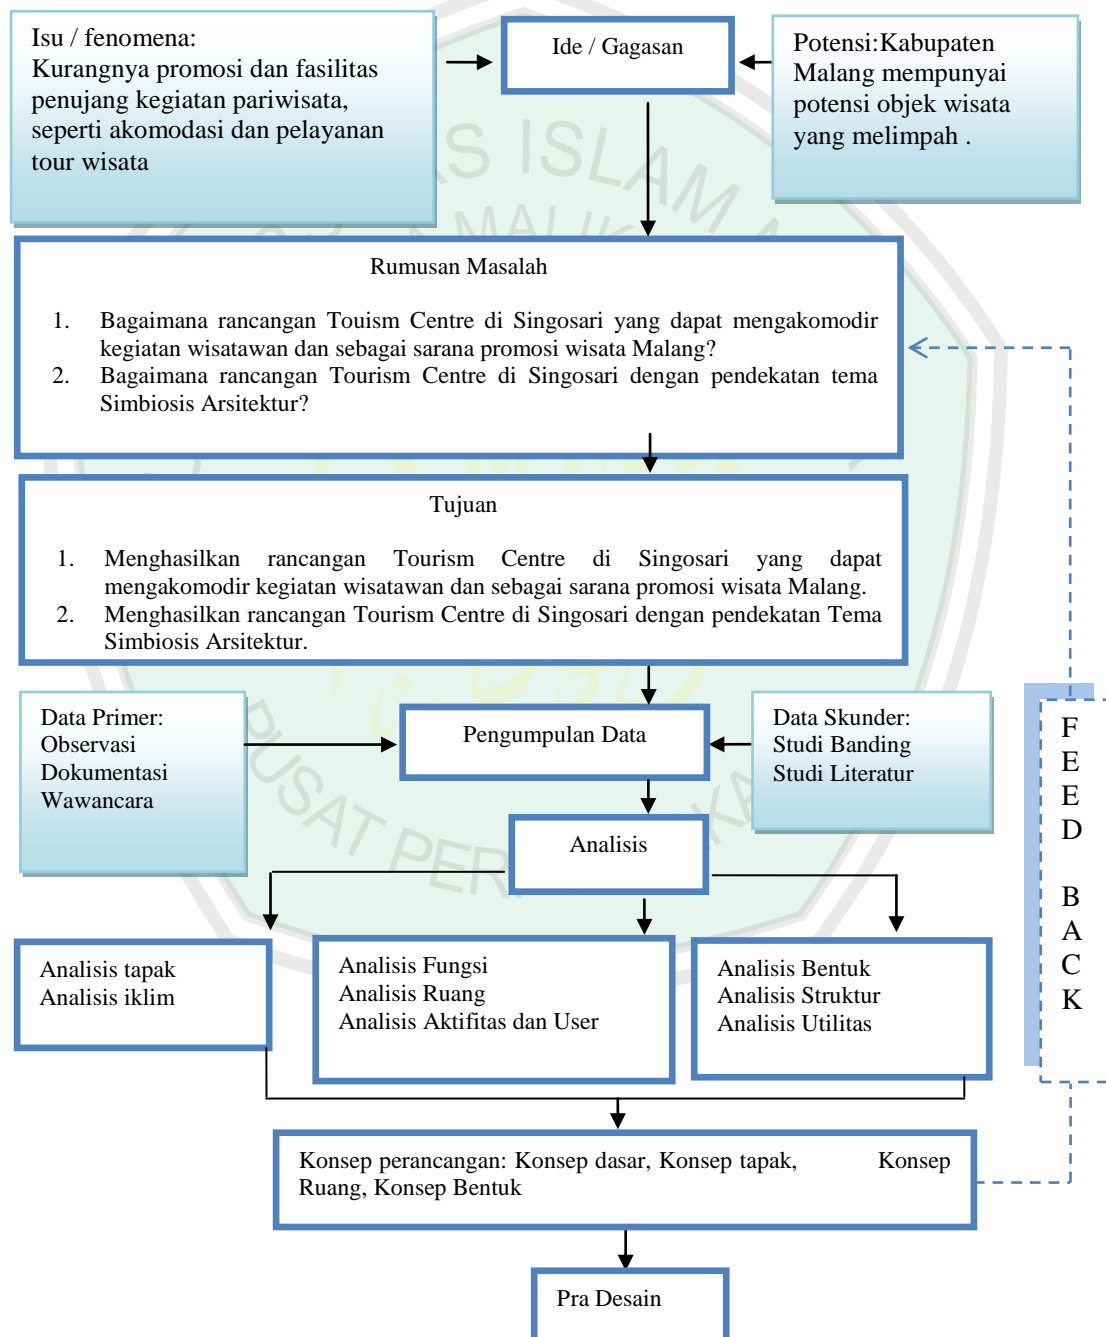 Isu / fenomena:
Kurangnya promosi dan fasilitas
penujang kegiatan pariwisata,
seperti akomodasi dan pelayanan
tour wisata
Ide / Gagasan
Potensi:Kabupaten
Malang mempunyai
potensi objek wisata
yang melimpah .
Rumusan Masalah
1. Bagaimana rancangan Touism Centre di Singosari yang dapat mengakomodir
kegiatan wisatawan dan sebagai sarana promosi wisata Malang?
2. Bagaimana rancangan Tourism Centre di Singosari dengan pendekatan tema
Simbiosis Arsitektur?
Tujuan
1. Menghasilkan rancangan Tourism Centre di Singosari yang dapat
mengakomodir kegiatan wisatawan dan sebagai sarana promosi wisata Malang.
2. Menghasilkan rancangan Tourism Centre di Singosari dengan pendekatan Tema
Simbiosis Arsitektur.
Data Primer:
Observasi
Dokumentasi
Wawancara
Pengumpulan Data
Data Skunder:
Studi Banding
Studi Literatur
Analisis
Analisis tapak
Analisis iklim
Analisis Fungsi
Analisis Ruang
Analisis Aktifitas dan User
Analisis Bentuk
Analisis Struktur
Analisis Utilitas
Konsep perancangan: Konsep dasar, Konsep tapak, Konsep
Ruang, Konsep Bentuk
Pra Desain
F
E
E
D
B
A
C
K
ISLAM
PUSAT